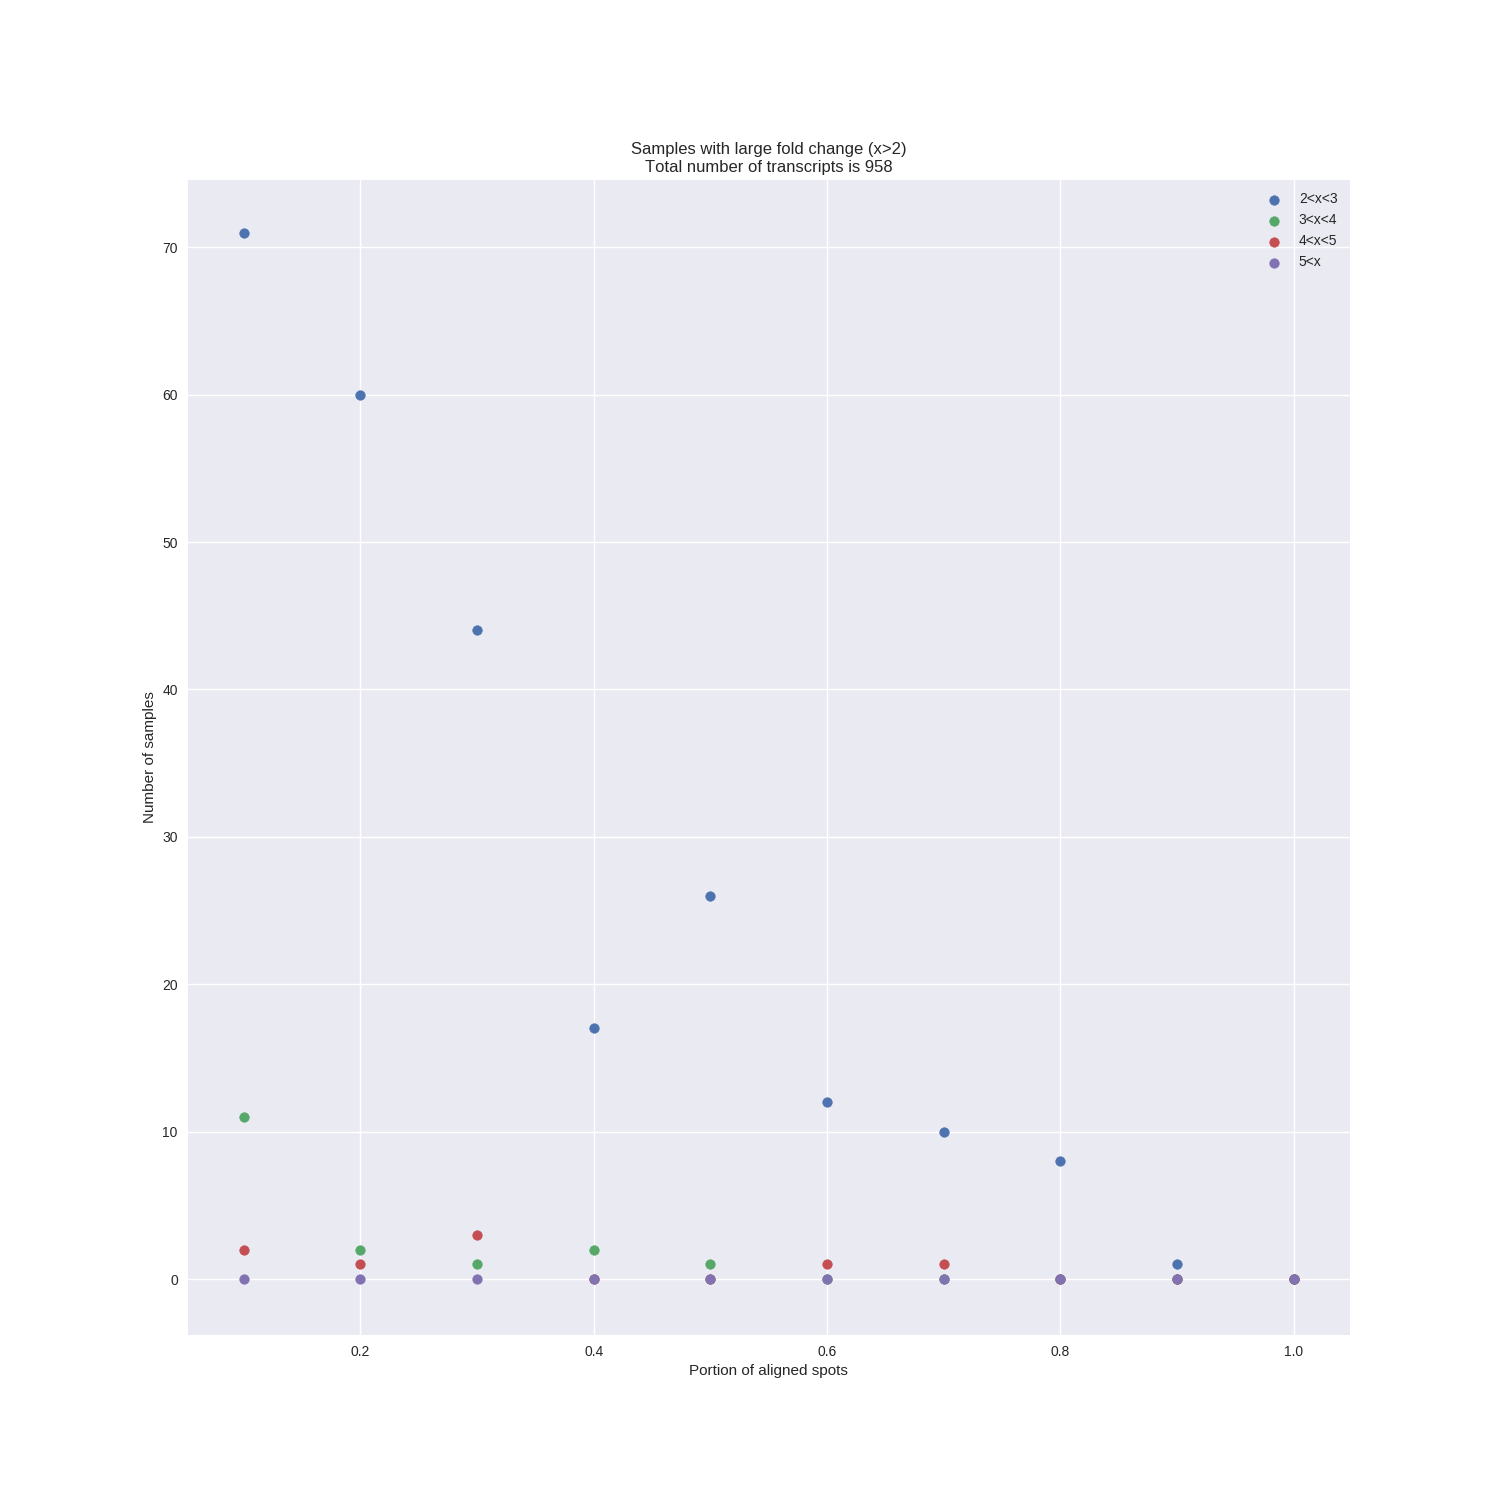 Samples with large fold change (x>2)
Total number of transcripts is 958
2<x<3
3<x<4
4<x<5
5<x
70
60
50
40
30
20
10
0
Number of samples
0.2
0.4
0.6
0.8
1.0
Portion of aligned spots